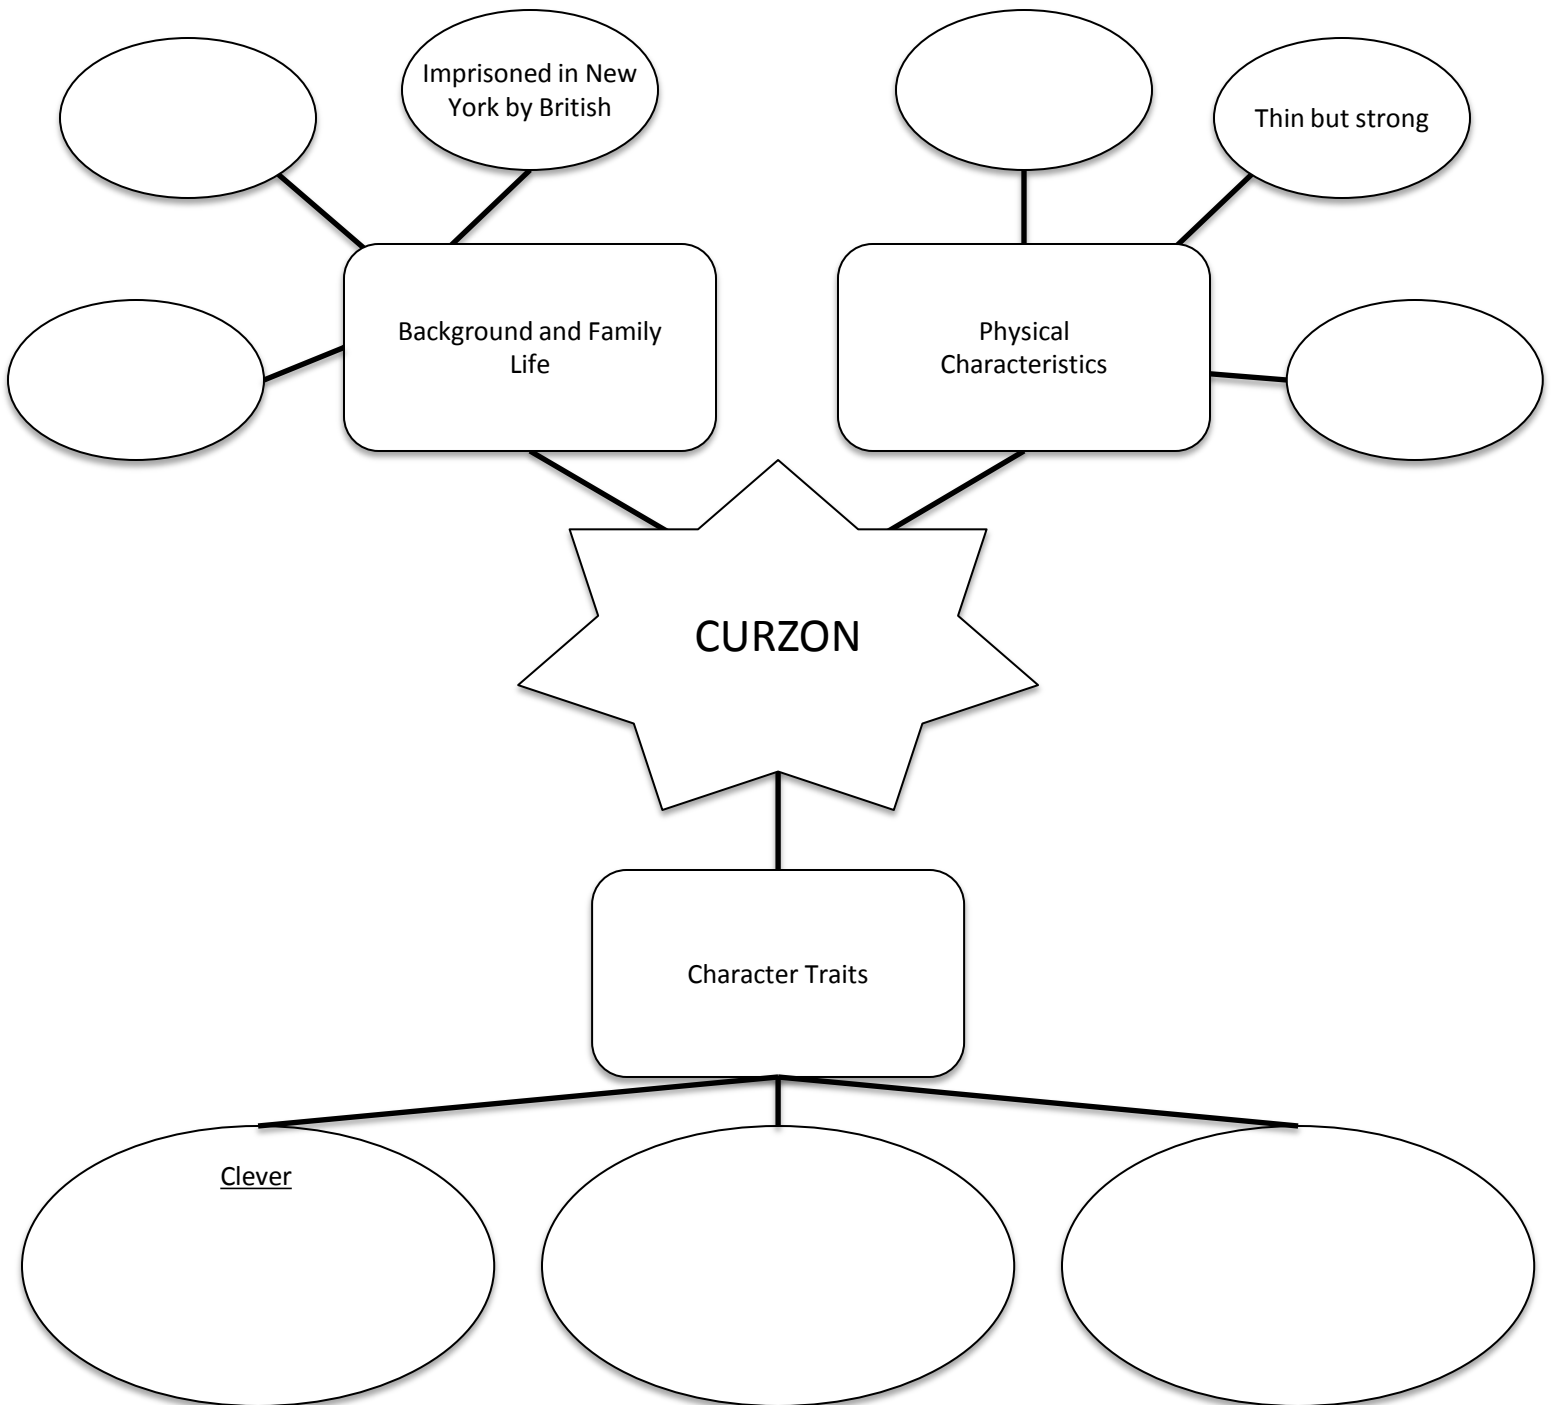 Imprisoned in New
York by British
Thin but strong
Background and Family
Life
Physical
Characteristics
CURZON
Character Traits
Clever